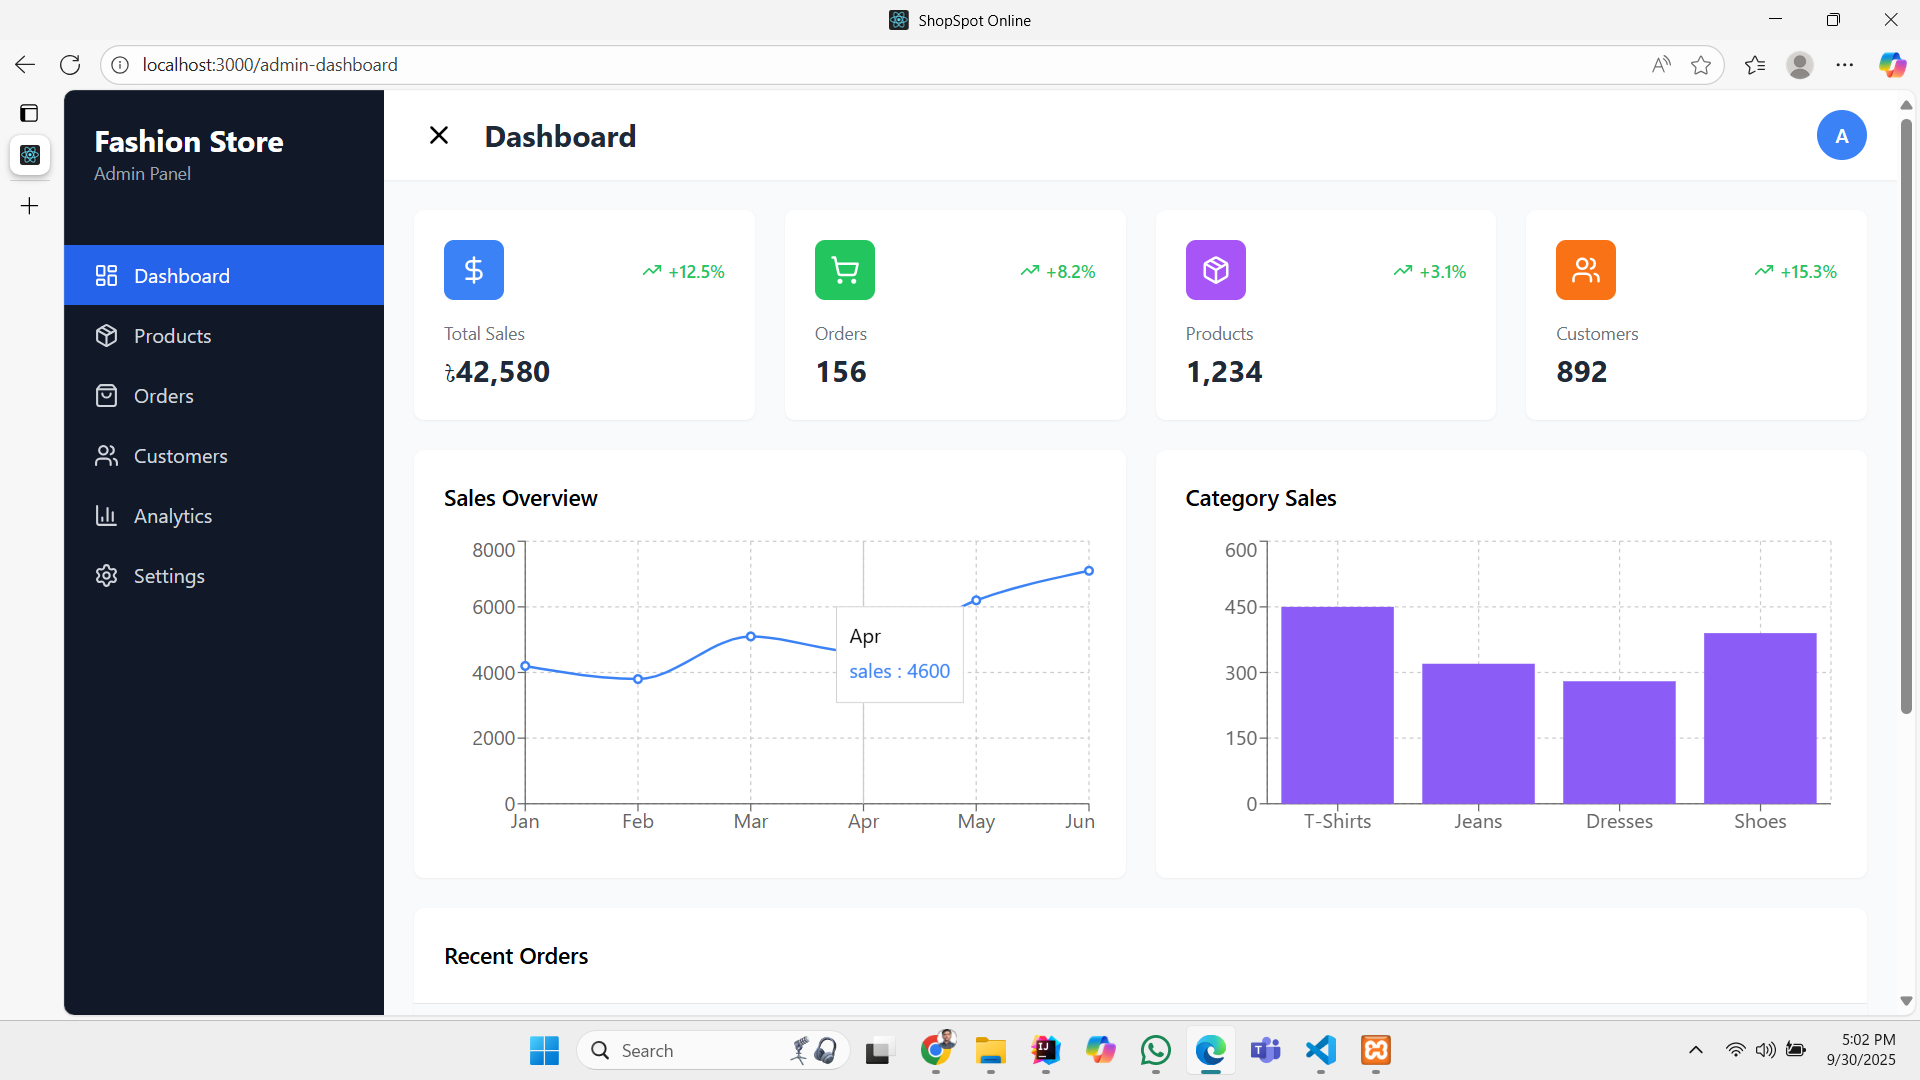 ShopSpot Online
localhost:3000/admin-dashboard
Fashion Store
Admin Panel
Dashboard
Products
Orders
Customers
Analytics
Settings
Dashboard
A
+12.5%
Total Sales
৳42,580
+8.2%
Orders
156
+3.1%
Products
1,234
+15.3%
Customers
892
Sales Overview
8000
6000
4000
2000
0
Jan Feb Mar Apr May Jun
Apr
sales : 4600
Category Sales
600
450
300
150
0
T-Shirts Jeans Dresses Shoes
Recent Orders
Search
5:02 PM
9/30/2025